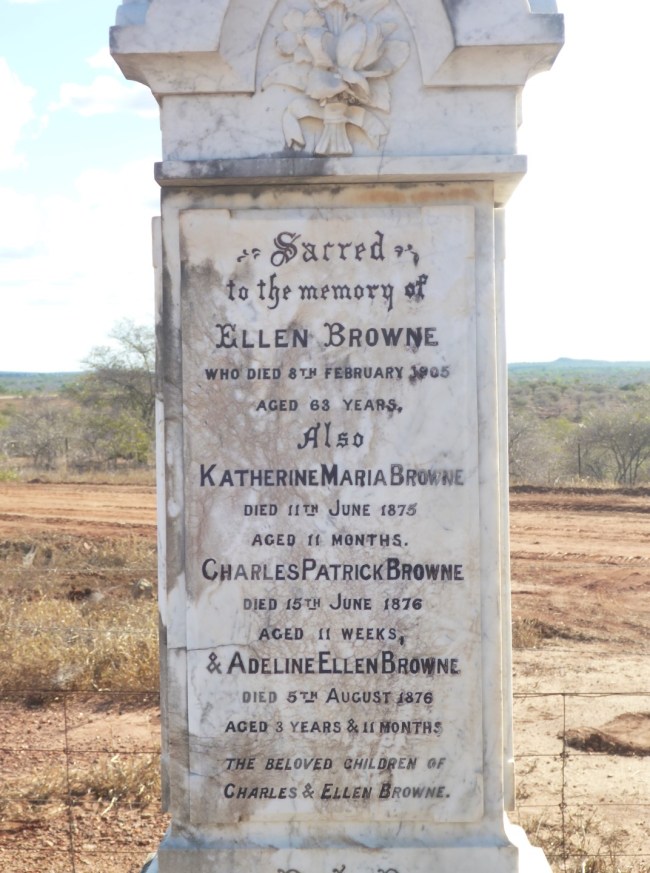 Sacred
to the memory of
ELLEN BROWNE
WHO DIED 8TH FEBRUARY 1905
AGED 63 YEARS,
Also
KATHERINE MARIA BROWNE
DIED 11TH JUNE 1875
AGED 11 MONTHS.
CHARLES PATRICK BROWNE
DIED 15TH JUNE 1876
AGED 11 WEEKS,
& ADELINE ELLEN BROWNE
DIED 5TH AUGUST 1876
AGED 3 YEARS & 11 MONTHS
THE BELOVED CHILDREN OF
CHARLES & ELLEN BROWNE.